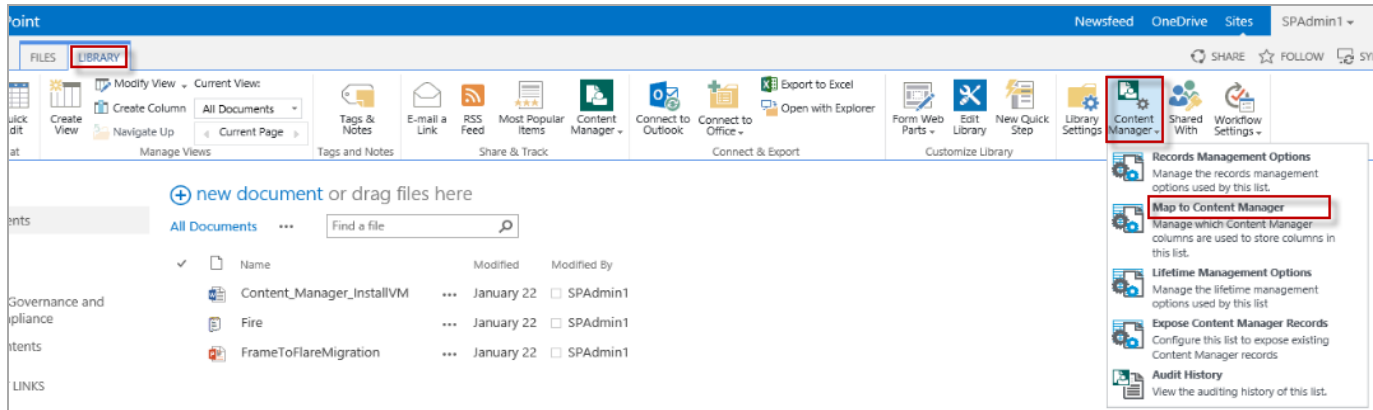 Point
Newsfeed OneDrive Sites SPAdmin1
FILES LIBRARY
SHARE FOLLOW
Modify View Current View:
Create Column All Documents
Navigate Up Current Page
Create View
Manage Views
Tags & Notes
Tags and Notes
E-mail a Link
RSS Feed
Most Popular Items
Content Manager
Share & Track
Connect to Outlook
Connect to Office
Export to Excel
Open with Explorer
Connect & Export
Form Web Parts
Edit Library
New Quick Step
Customize Library
Library Settings
Content Manager
Shared With
Workflow Settings
Records Management Options
Manage the records management
options used by this list.
Map to Content Manager
Manage which Content Manager
columns are used to store columns in
this list.
Lifetime Management Options
Manage the lifetime management
options used by this list
Expose Content Manager Records
Configure this list to expose existing
Content Manager records
Audit History
View the auditing history of this list.
new document or drag files here
All Documents ... Find a file
Name Modified Modified By
Content_Manager_InstallVM ... January 22 SPAdmin1
Fire ... January 22 SPAdmin1
FrameToFlareMigration ... January 22 SPAdmin1
Governance and
LINKS